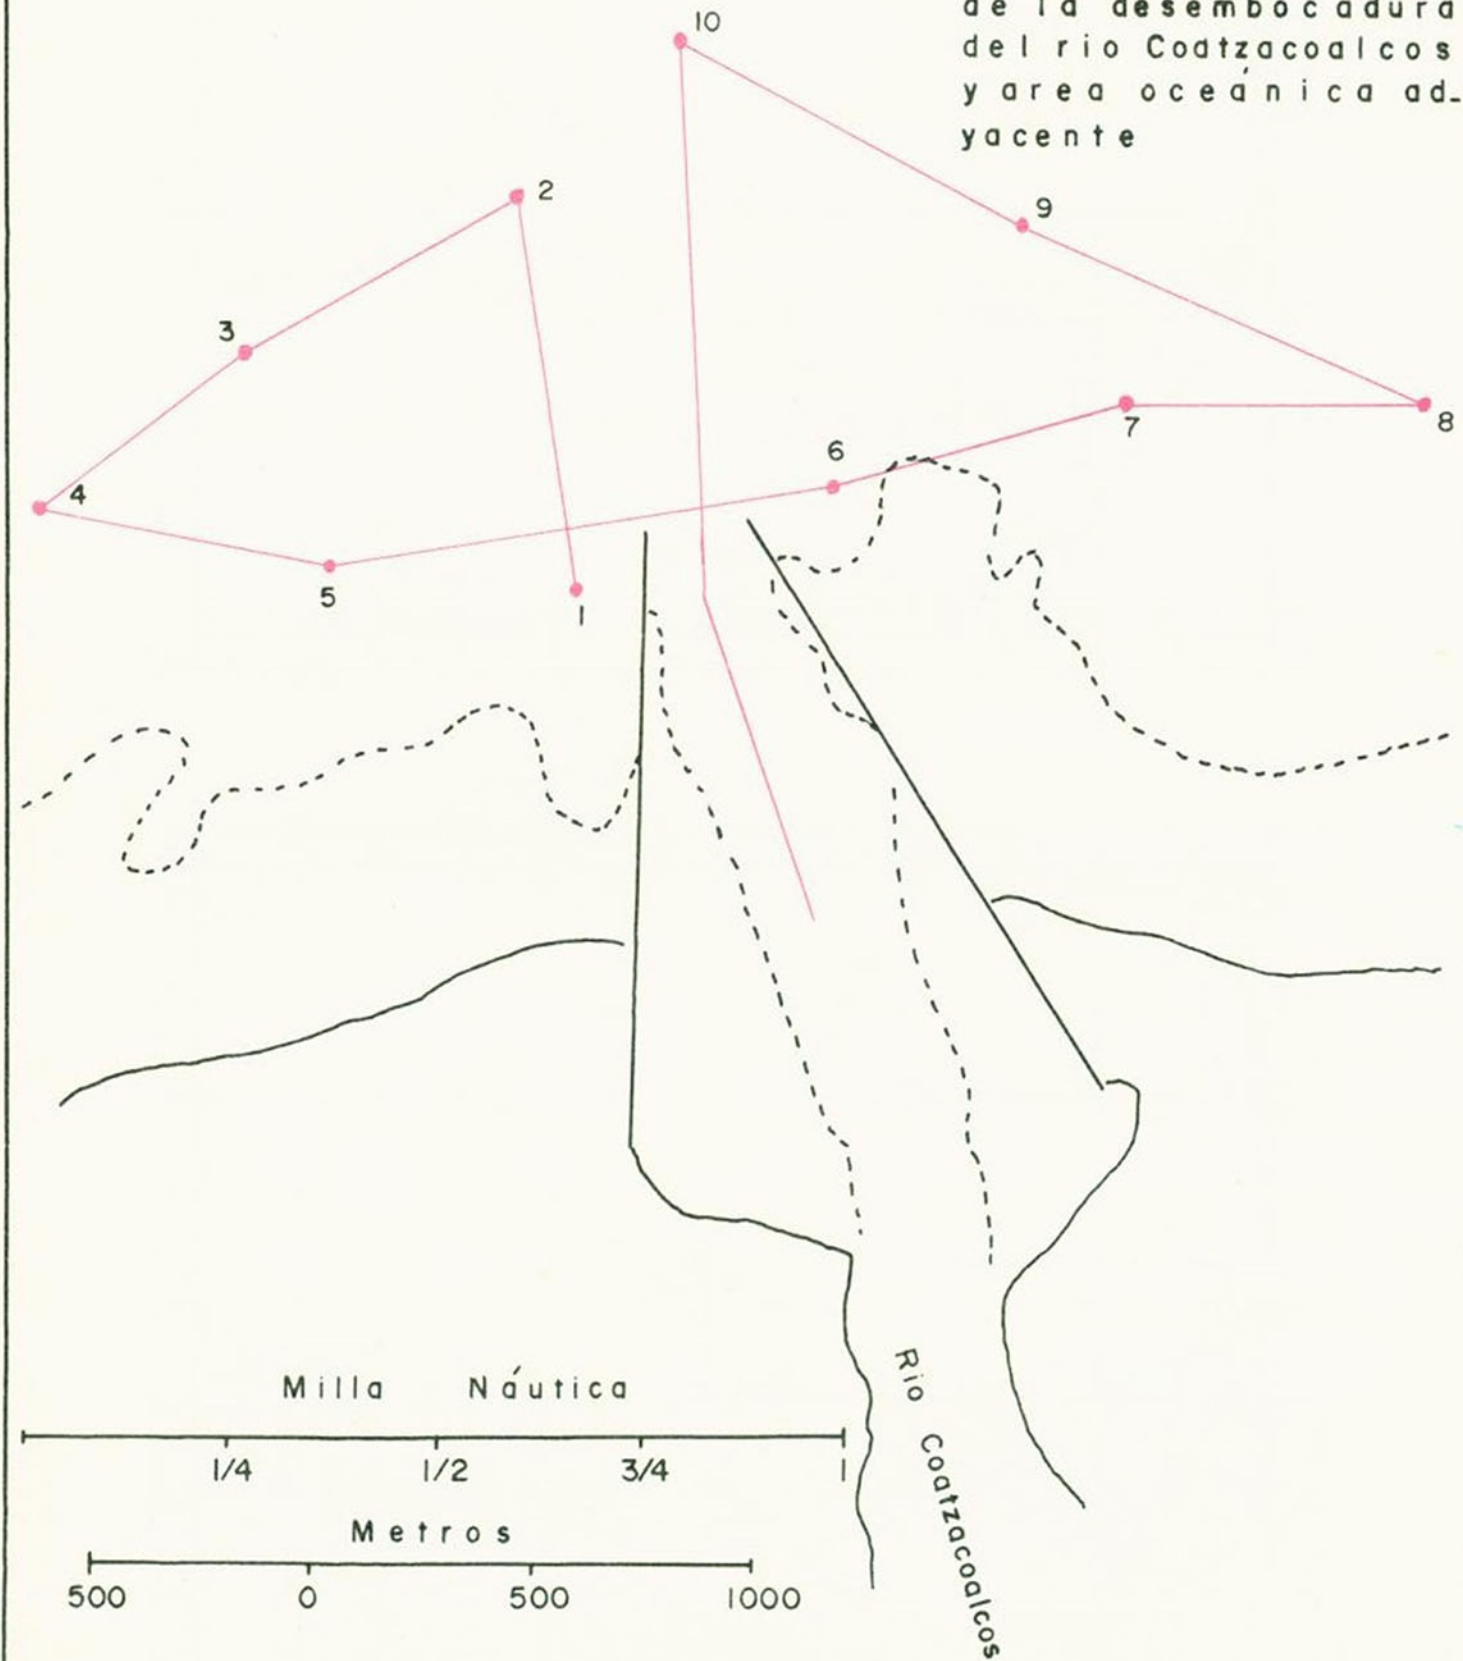 de la desembocadura
del rio Coatzacoalcos
y area oceánica ad-
yacente
10
2
9
3
7
8
6
4
5
1
Rio Coatzacoalcos
Milla Náutica
1/4 1/2 3/4 1
Metros
500 0 500 1000